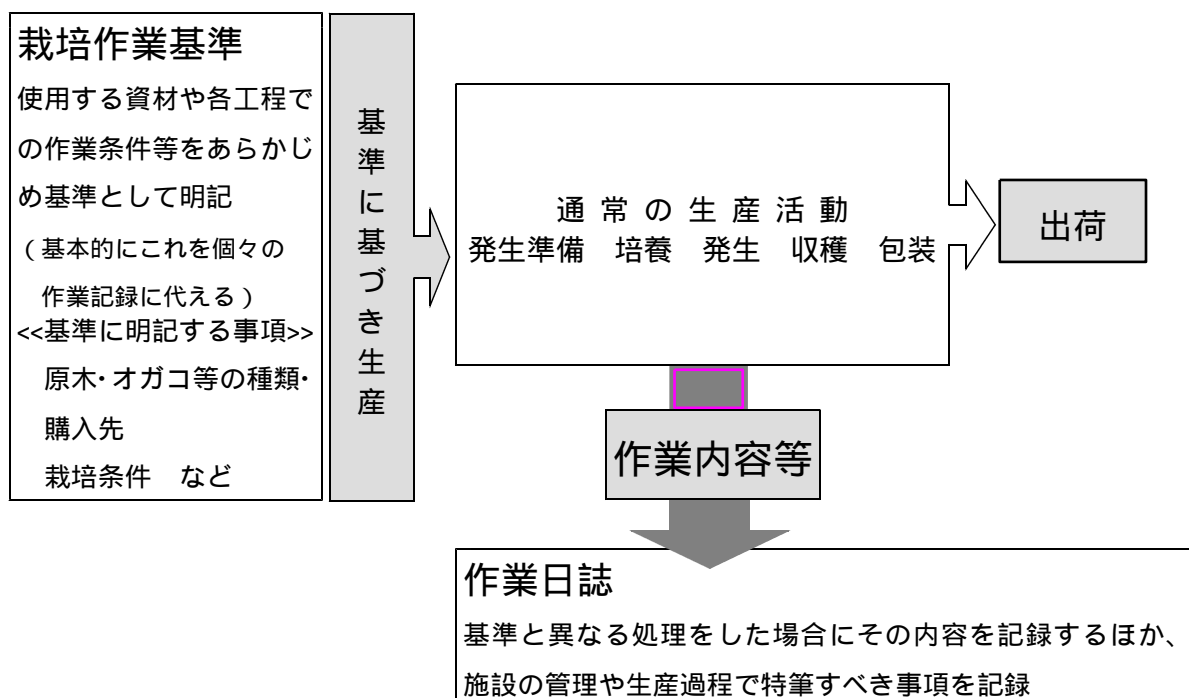 栽培作業基準
使用する資材や各工程で
の作業条件等をあらかじ
め基準として明記
（基本的にこれを個々の
作業記録に代える）
<<基準に明記する事項>>
原木・オガコ等の種類・
購入先
栽培条件　など
基準に基づき生産
通常の生産活動
発生準備　培養　発生　収穫　包装
出荷
作業内容等
作業日誌
基準と異なる処理をした場合にその内容を記録するほか、
施設の管理や生産過程で特筆すべき事項を記録